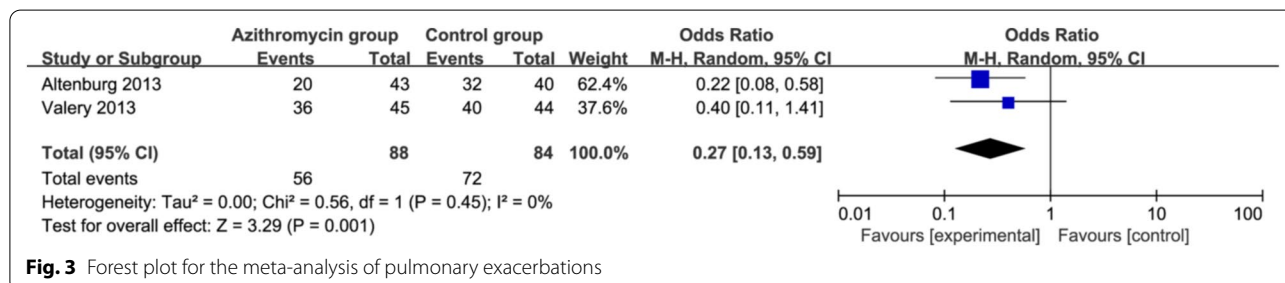 Azithromycin group Control group Odds Ratio Odds Ratio
Study or Subgroup Events Total Events Total Weight M-H, Random, 95% CI M-H, Random, 95% CI
Altenburg 2013 20 43 32 40 62.4% 0.22 [0.08, 0.58]
Valery 2013 36 45 40 44 37.6% 0.40 [0.11, 1.41]
Total (95% CI) 88 84 100.0% 0.27 [0.13, 0.59]
Total events 56 72
Heterogeneity: Tau² = 0.00; Chi² = 0.56, df = 1 (P = 0.45); I² = 0%
Test for overall effect: Z = 3.29 (P = 0.001)
0.01 0.1 1 10 100
Favours [experimental] Favours [control]
Fig. 3 Forest plot for the meta-analysis of pulmonary exacerbations